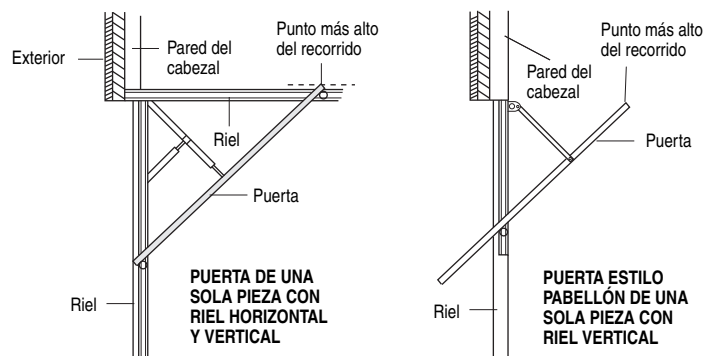 Exterior
Pared del
cabezal
Punto más alto
del recorrido
Riel
Puerta
Riel
PUERTA DE UNA
SOLA PIEZA CON
RIEL HORIZONTAL
Y VERTICAL
Punto más alto
del recorrido
Pared del
cabezal
Puerta
Riel
PUERTA ESTILO
PABELLÓN DE UNA
SOLA PIEZA CON
RIEL VERTICAL